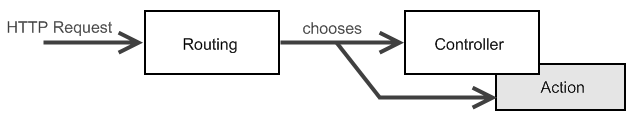 HTTP Request
Routing
chooses
Controller
Action